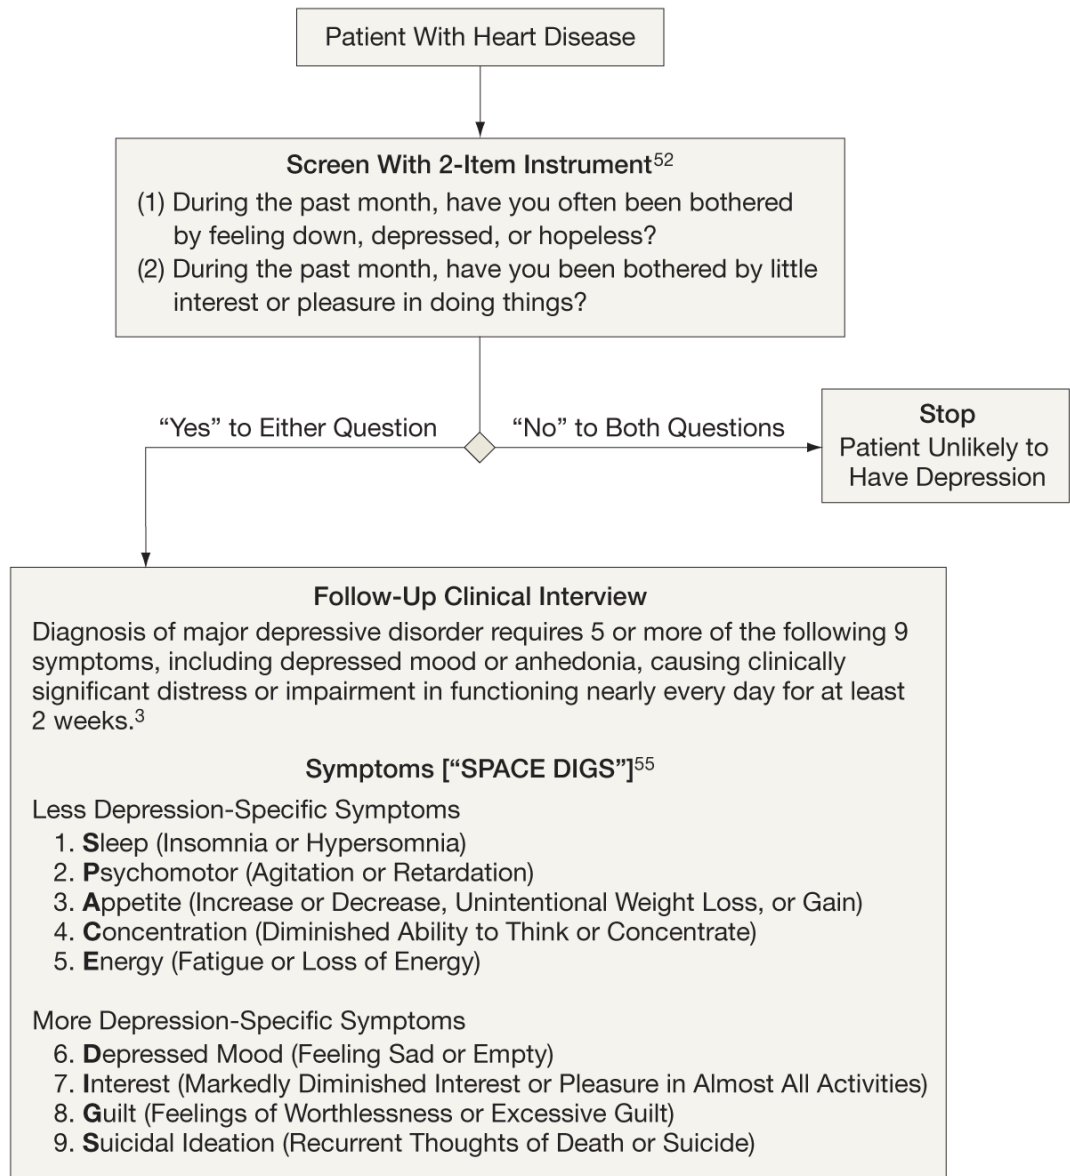 Patient With Heart Disease
Screen With 2-Item Instrument52
(1) During the past month, have you often been bothered
by feeling down, depressed, or hopeless?
(2) During the past month, have you been bothered by little
interest or pleasure in doing things?
“Yes” to Either Question
“No” to Both Questions
Stop
Patient Unlikely to
Have Depression
Follow-Up Clinical Interview
Diagnosis of major depressive disorder requires 5 or more of the following 9
symptoms, including depressed mood or anhedonia, causing clinically
significant distress or impairment in functioning nearly every day for at least
2 weeks.3
Symptoms [“SPACE DIGS”]55
Less Depression-Specific Symptoms
1. Sleep (Insomnia or Hypersomnia)
2. Psychomotor (Agitation or Retardation)
3. Appetite (Increase or Decrease, Unintentional Weight Loss, or Gain)
4. Concentration (Diminished Ability to Think or Concentrate)
5. Energy (Fatigue or Loss of Energy)
More Depression-Specific Symptoms
6. Depressed Mood (Feeling Sad or Empty)
7. Interest (Markedly Diminished Interest or Pleasure in Almost All Activities)
8. Guilt (Feelings of Worthlessness or Excessive Guilt)
9. Suicidal Ideation (Recurrent Thoughts of Death or Suicide)